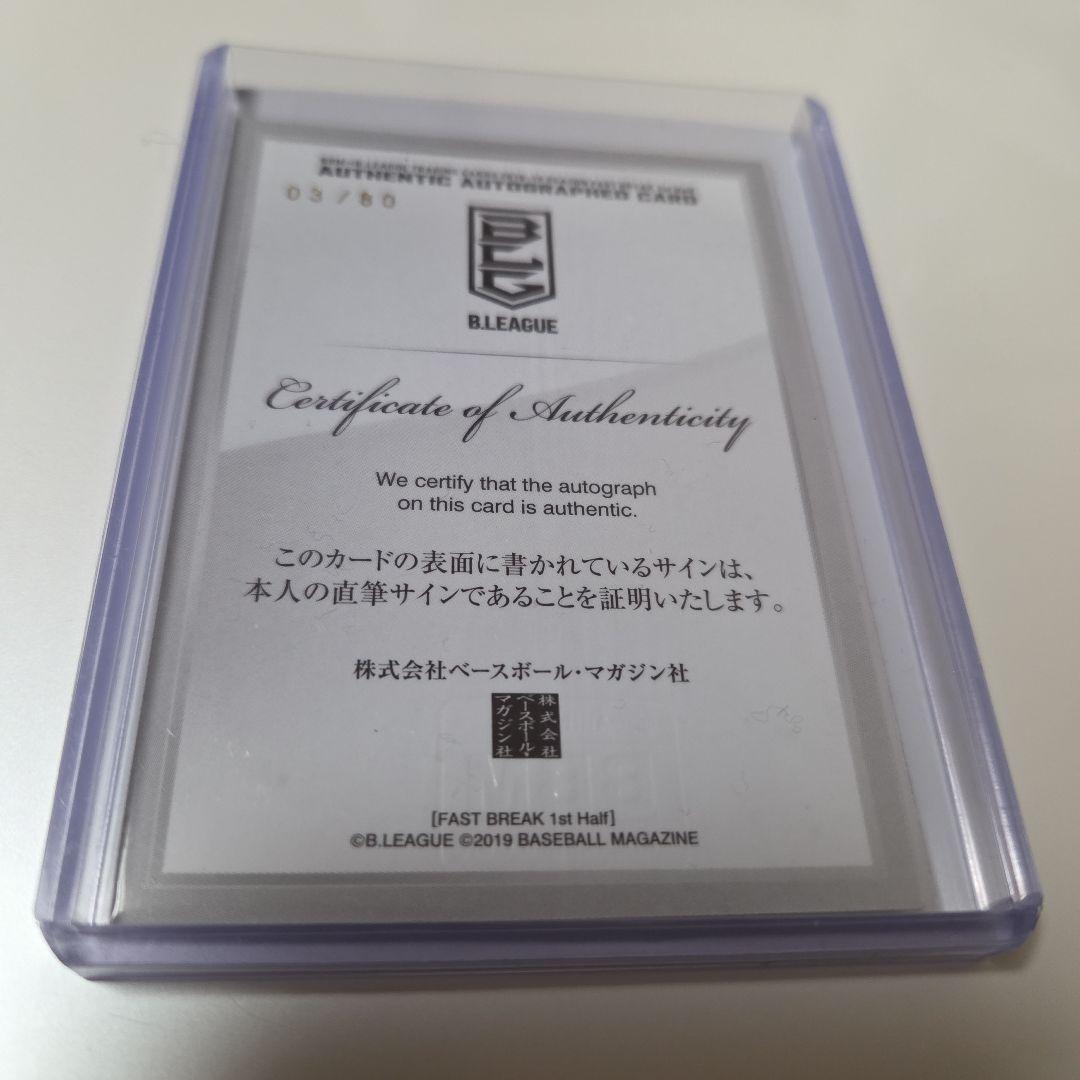 AUTHENTIC AUTOGRAPHED CARD
03/80
B.LEAGUE
Certificate of Authenticity
We certify that the autograph
on this card is authentic.
このカードの表面に書かれているサインは、
本人の直筆サインであることを証明いたします。
株式会社ベースボール・マガジン社
株式会社
ベースボール・
マガジン社
[FAST BREAK 1st Half]
©B.LEAGUE ©2019 BASEBALL MAGAZINE